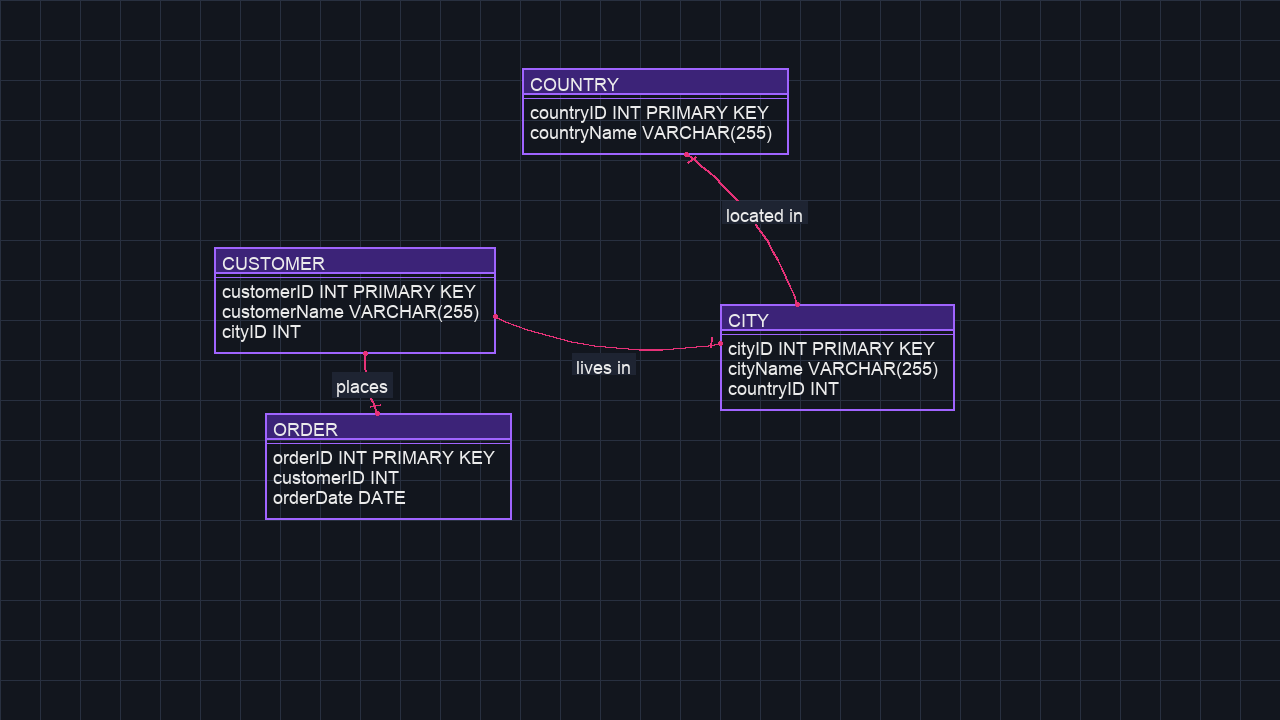 COUNTRY
countryID INT PRIMARY KEY
countryName VARCHAR(255)
located in
CUSTOMER
customerID INT PRIMARY KEY
customerName VARCHAR(255)
cityID INT
CITY
cityID INT PRIMARY KEY
cityName VARCHAR(255)
countryID INT
lives in
places
ORDER
orderID INT PRIMARY KEY
customerID INT
orderDate DATE